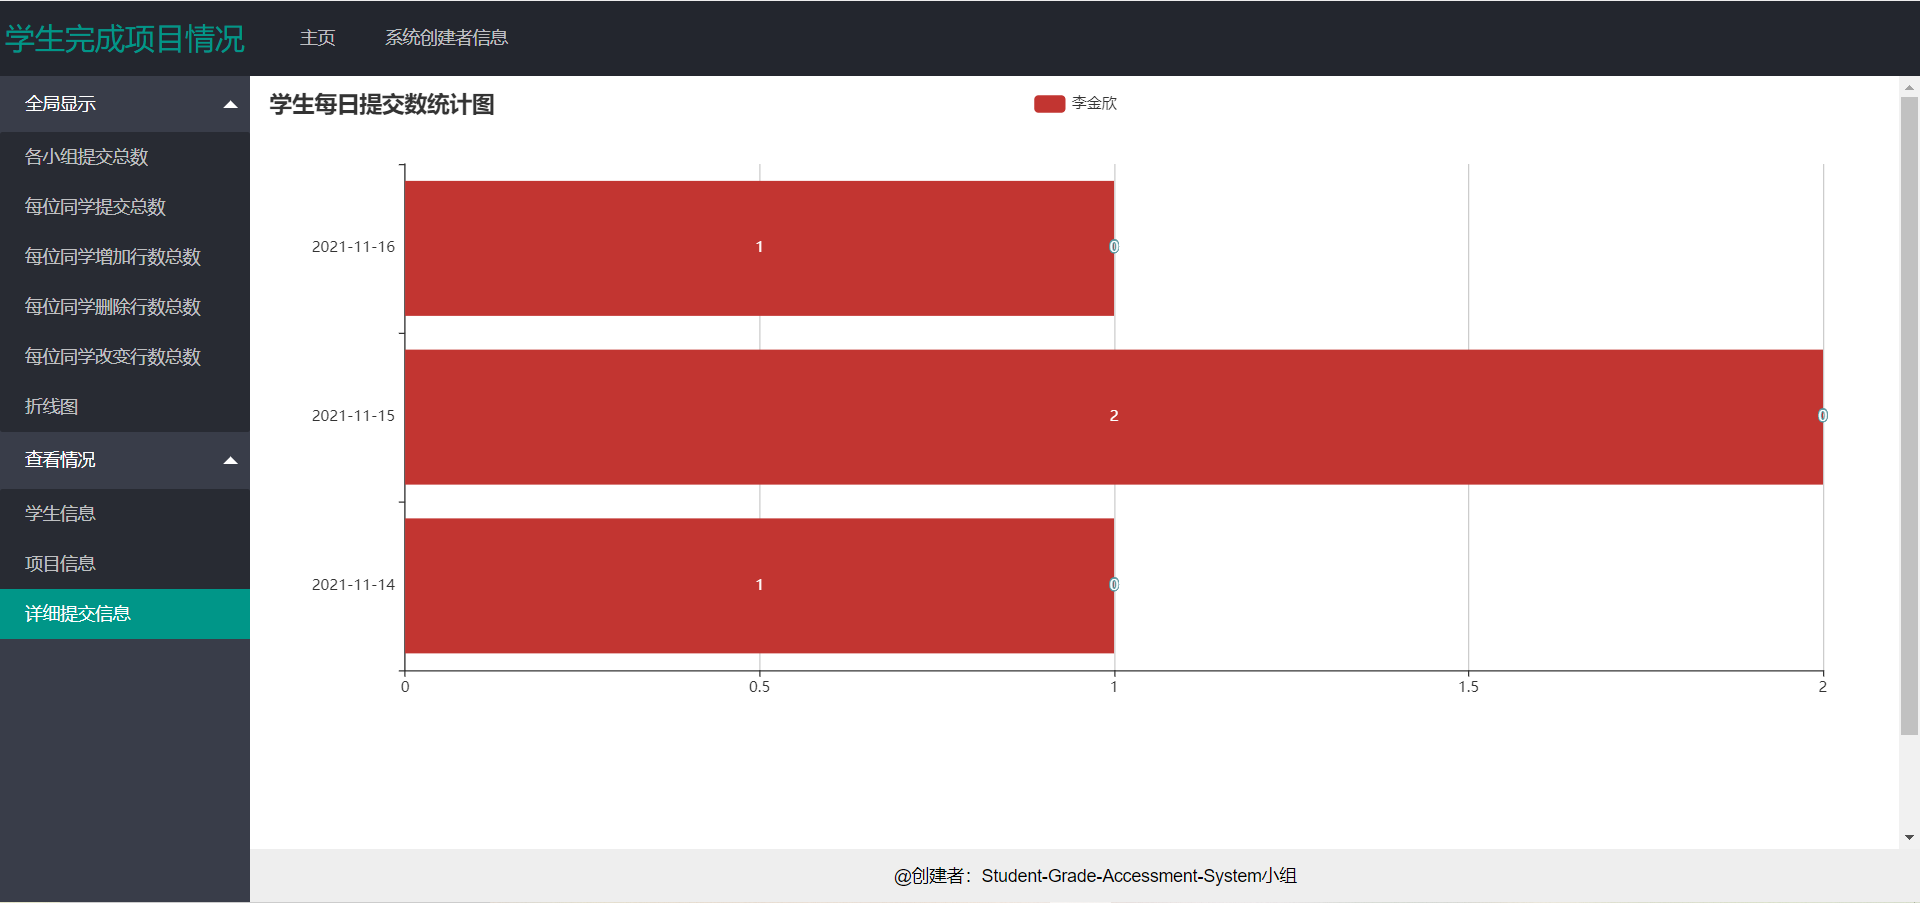 学生完成项目情况
主页
系统创建者信息
全局显示
各小组提交总数
每位同学提交总数
每位同学增加行数总数
每位同学删除行数总数
每位同学改变行数总数
折线图
查看情况
学生信息
项目信息
详细提交信息
学生每日提交数统计图
李金欣
2021-11-16
1
0
2021-11-15
2
0
2021-11-14
1
0
0
0.5
1
1.5
2
@创建者：Student-Grade-Accessment-System小组